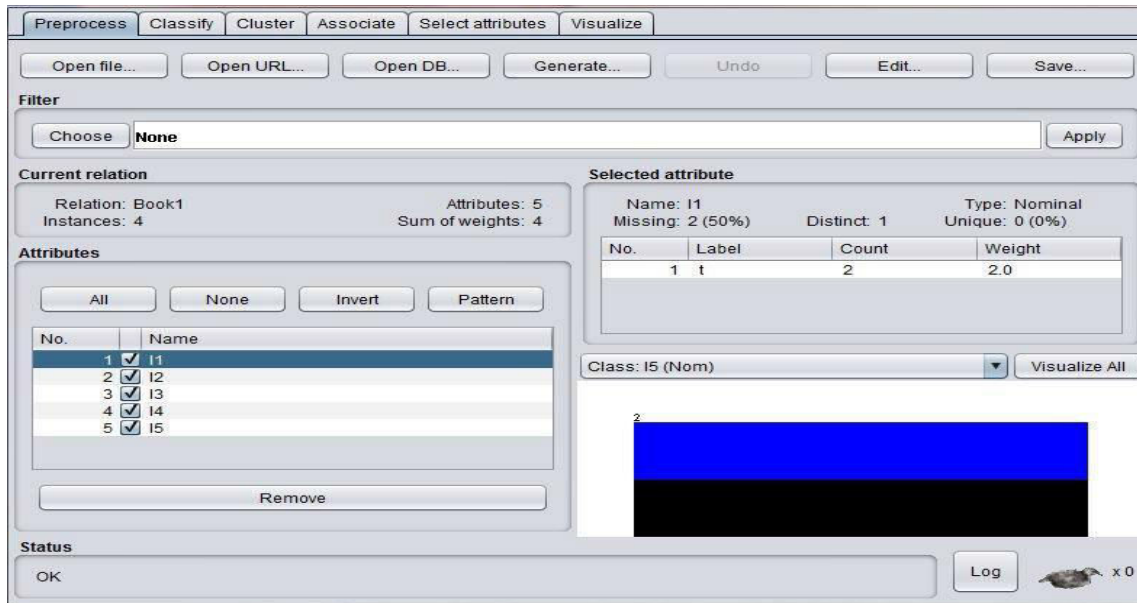 Preprocess Classify Cluster Associate Select attributes Visualize
Open file... Open URL... Open DB... Generate... Undo Edit... Save...
Filter
Choose None Apply
Current relation
Relation: Book1 Attributes: 5
Instances: 4 Sum of weights: 4
Selected attribute
Name: I1 Type: Nominal
Missing: 2 (50%) Distinct: 1 Unique: 0 (0%)
No. Label Count Weight
1 t 2 2.0
Attributes
All None Invert Pattern
No. Name
1 I1
2 I2
3 I3
4 I4
5 I5
Remove
Class: I5 (Nom) Visualize All
2
Status
OK
Log x 0